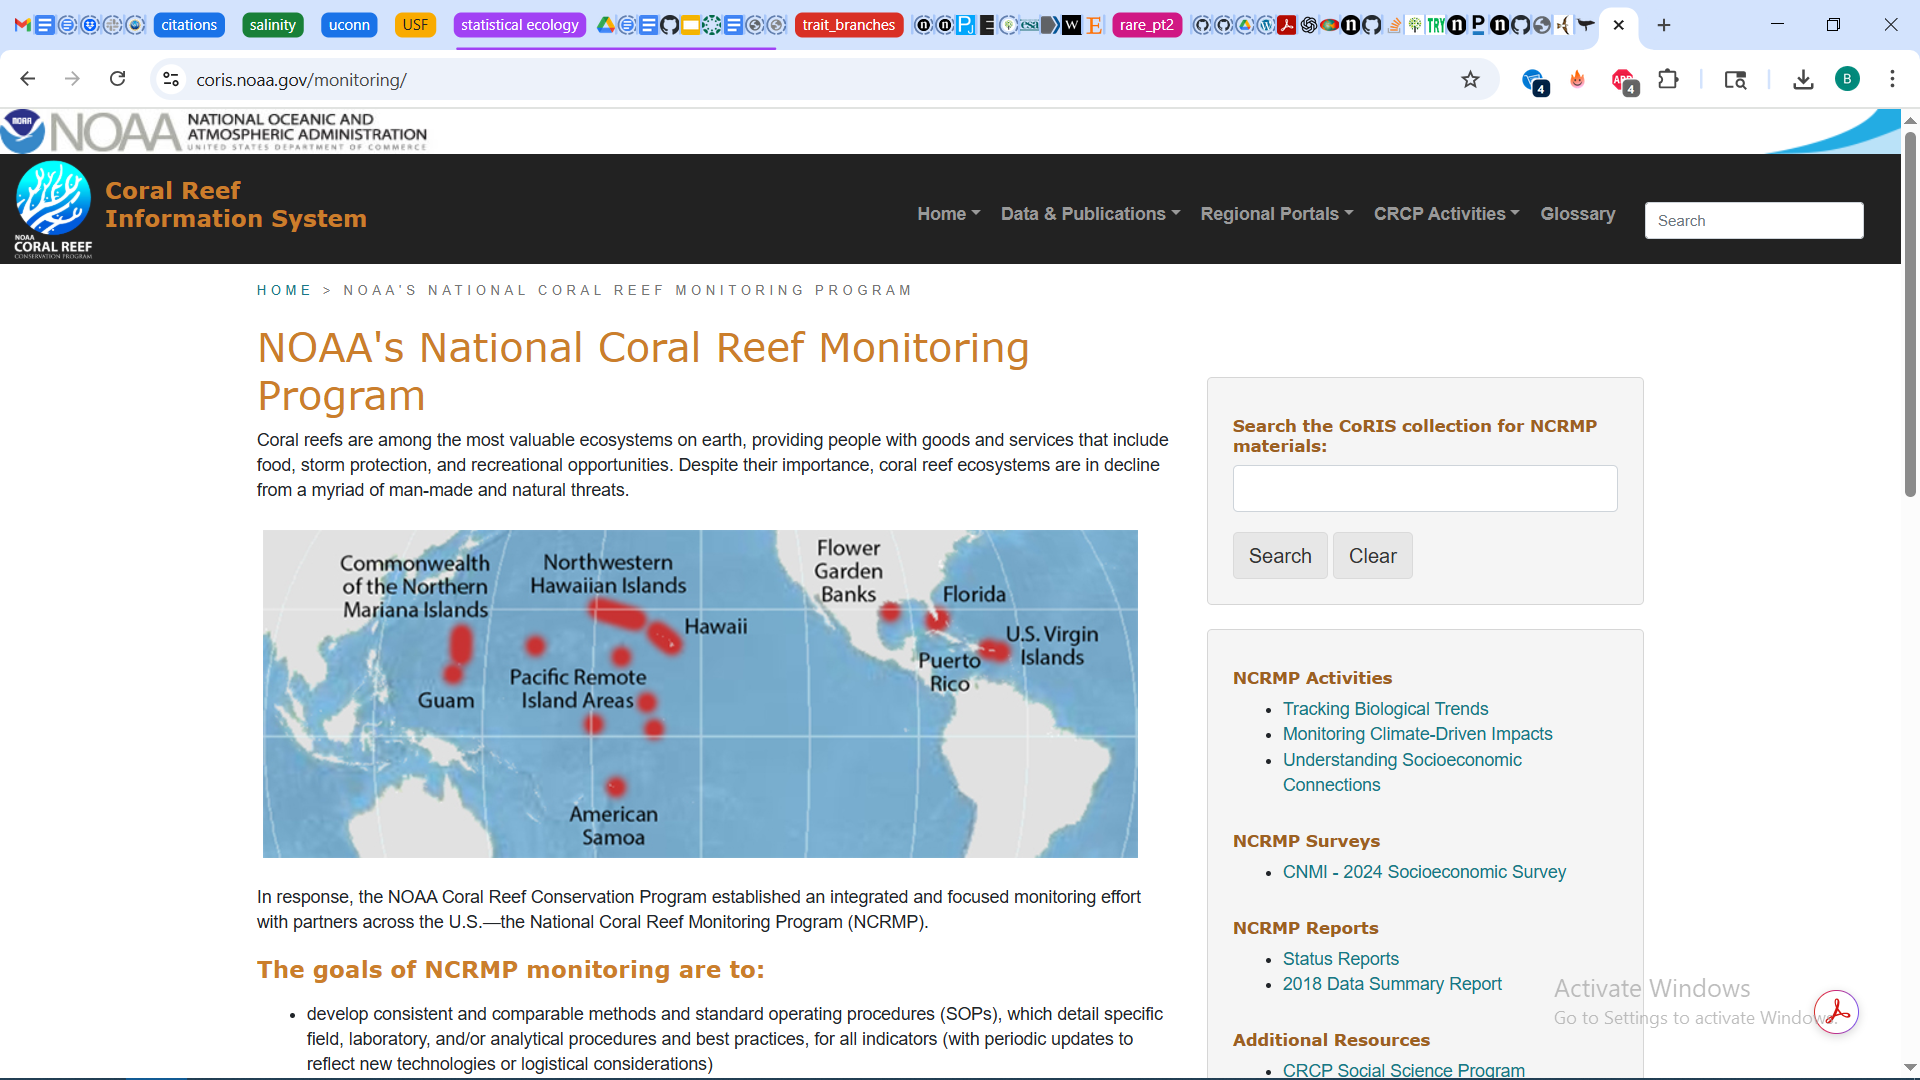 citations
salinity
uconn
USF
statistical ecology
trait_branches
rare_pt2
coris.noaa.gov/monitoring/
4
4
B
NOAA
NOAA
NATIONAL OCEANIC AND
ATMOSPHERIC ADMINISTRATION
UNITED STATES DEPARTMENT OF COMMERCE
NOAA
CORAL REEF
CONSERVATION PROGRAM
Coral Reef
Information System
Home
Data & Publications
Regional Portals
CRCP Activities
Glossary
Search
HOME > NOAA'S NATIONAL CORAL REEF MONITORING PROGRAM
NOAA's National Coral Reef Monitoring
Program
Coral reefs are among the most valuable ecosystems on earth, providing people with goods and services that include
food, storm protection, and recreational opportunities. Despite their importance, coral reef ecosystems are in decline
from a myriad of man-made and natural threats.
Commonwealth
of the Northern
Mariana Islands
Guam
Northwestern
Hawaiian Islands
Hawaii
Pacific Remote
Island Areas
American
Samoa
Flower
Garden
Banks
Florida
U.S. Virgin
Islands
Puerto
Rico
In response, the NOAA Coral Reef Conservation Program established an integrated and focused monitoring effort
with partners across the U.S.—the National Coral Reef Monitoring Program (NCRMP).
The goals of NCRMP monitoring are to:
develop consistent and comparable methods and standard operating procedures (SOPs), which detail specific
field, laboratory, and/or analytical procedures and best practices, for all indicators (with periodic updates to
reflect new technologies or logistical considerations)
Search the CoRIS collection for NCRMP
materials:
Search
Clear
NCRMP Activities
Tracking Biological Trends
Monitoring Climate-Driven Impacts
Understanding Socioeconomic
Connections
NCRMP Surveys
CNMI - 2024 Socioeconomic Survey
NCRMP Reports
Status Reports
2018 Data Summary Report
Additional Resources
CRCP Social Science Program
Activate Windows
Go to Settings to activate Windows.